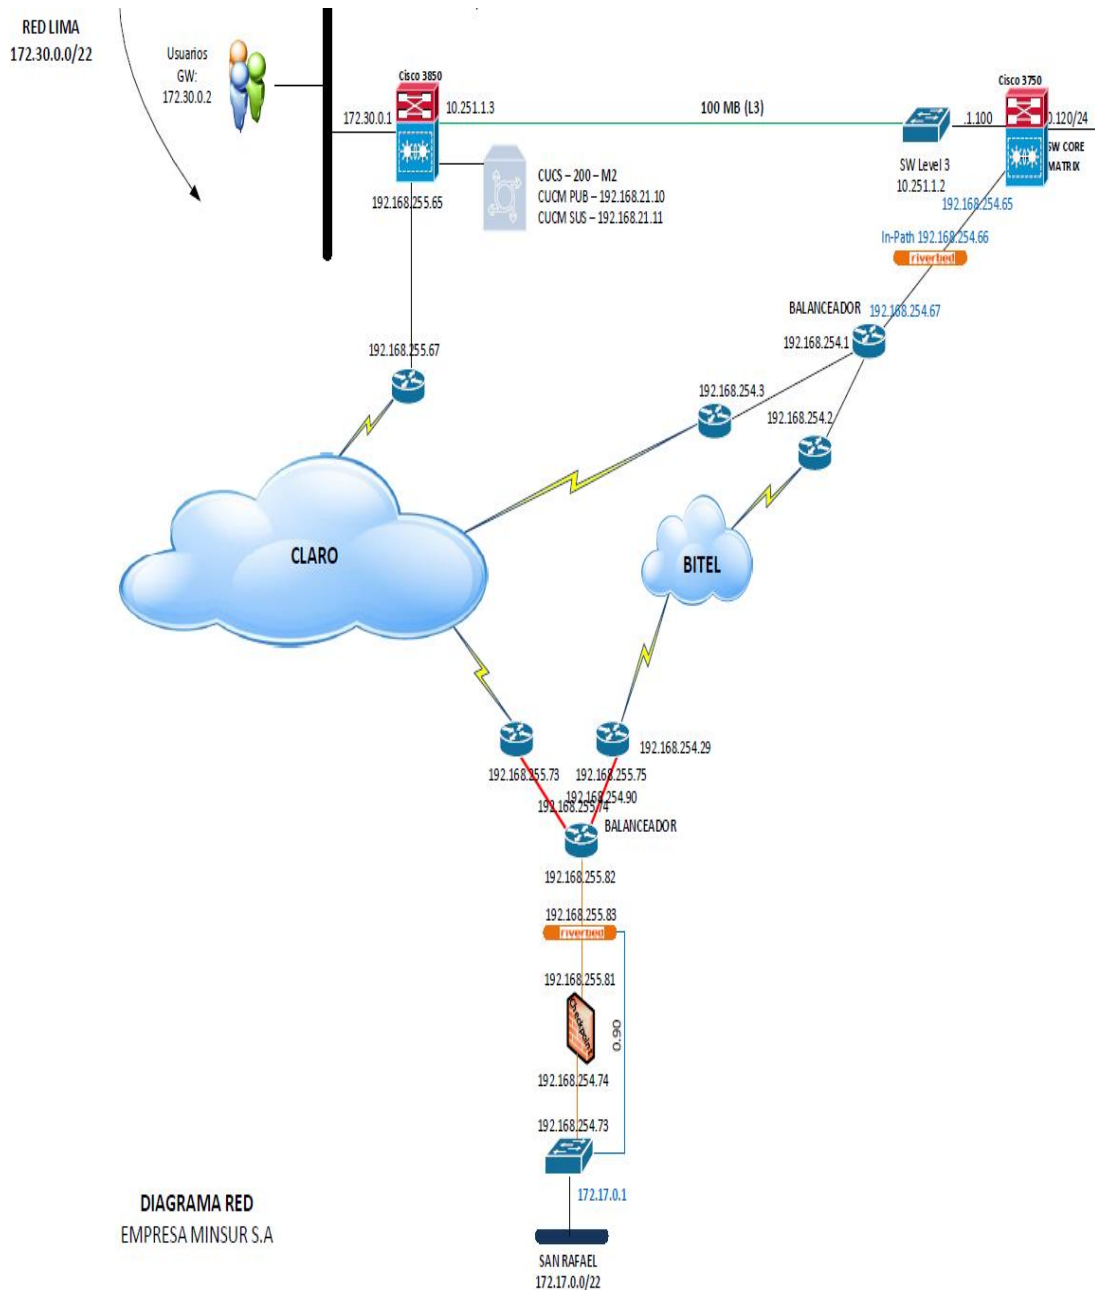 RED LIMA
172.30.0.0/22
Usuarios
GW:
172.30.0.2
Cisco 3850
172.30.0.1
10.251.1.3
100 MB (L3)
Cisco 3750
.1.100
0.120/24
SW CORE
MATRIX
SW Level 3
10.251.1.2
CUCS – 200 – M2
CUCM PUB – 192.168.21.10
CUCM SUS – 192.168.21.11
192.168.255.65
192.168.254.65
In-Path 192.168.254.66
riverbed
BALANCEADOR
192.168.254.67
192.168.254.1
192.168.255.67
192.168.254.3
192.168.254.2
CLARO
BITEL
192.168.254.29
192.168.255.73
192.168.255.75
192.168.254.90
192.168.255.74
BALANCEADOR
192.168.255.82
192.168.255.83
riverbed
192.168.255.81
Checkpoint
0.90
192.168.254.74
192.168.254.73
172.17.0.1
DIAGRAMA RED
EMPRESA MINSUR S.A
SAN RAFAEL
172.17.0.0/22